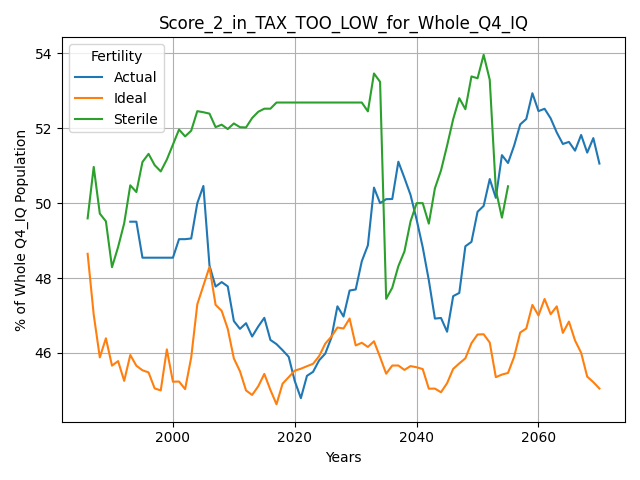 Score_2_in_TAX_TOO_LOW_for_Whole_Q4_IQ
Fertility
Actual
Ideal
Sterile
% of Whole Q4_IQ Population
54
52
50
48
46
2000 2020 2040 2060
Years